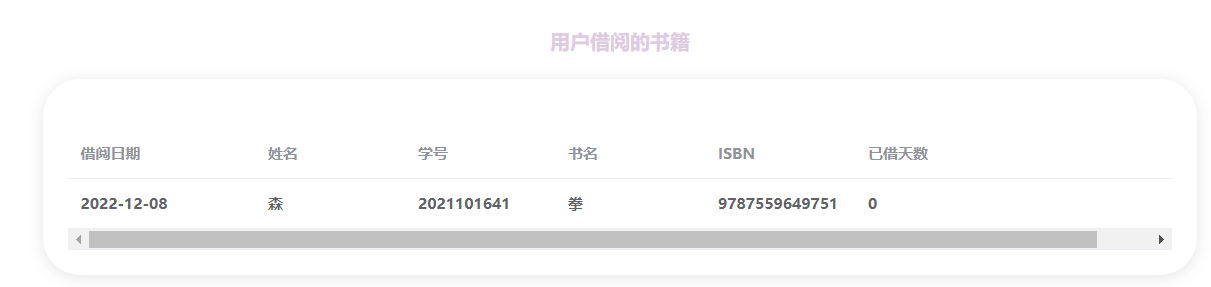 用户借阅的书籍
借阅日期 姓名 学号 书名 ISBN 已借天数
2022-12-08 森 2021101641 拳 9787559649751 0